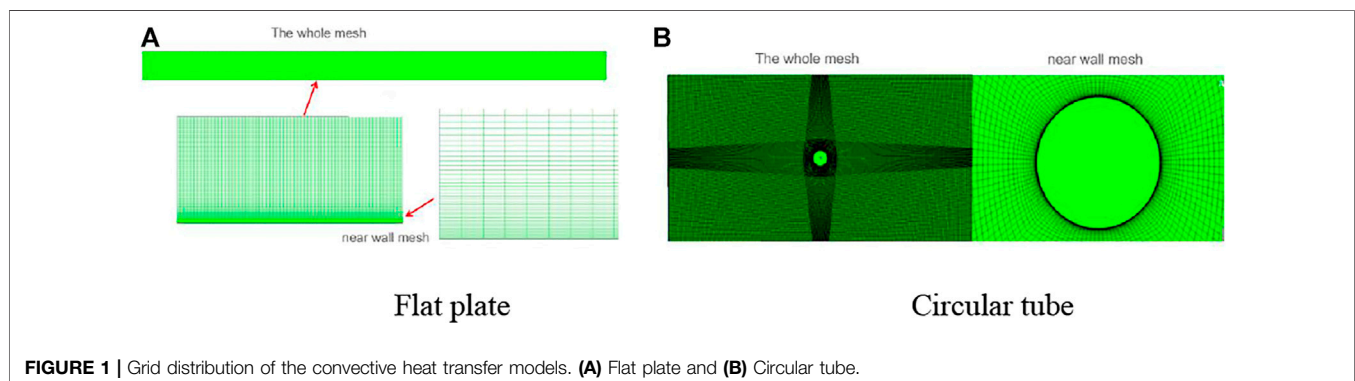 A
The whole mesh
near wall mesh
Flat plate
B
The whole mesh
near wall mesh
Circular tube
FIGURE 1 | Grid distribution of the convective heat transfer models. (A) Flat plate and (B) Circular tube.